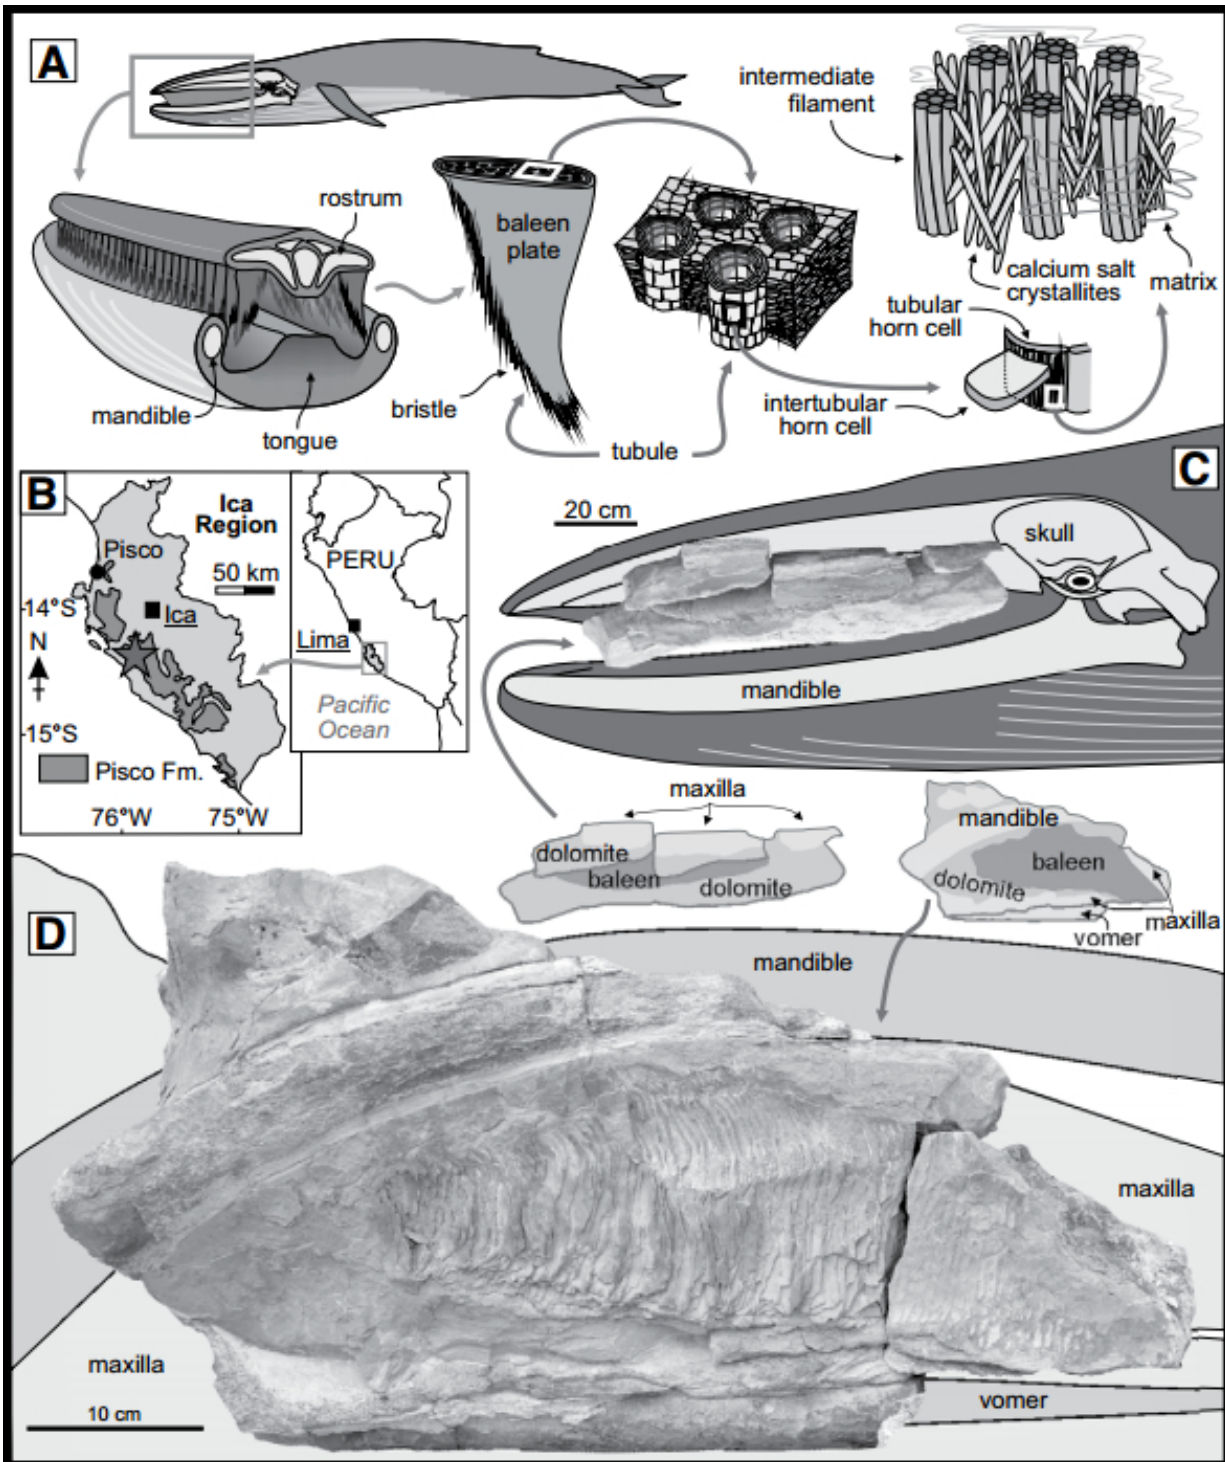 A
intermediate
filament
rostrum
baleen
plate
calcium salt
crystallites
matrix
tubular
horn cell
mandible
tongue
bristle
intertubular
horn cell
tubule
B
Ica
Region
Pisco
50 km
14°S
Ica
N
15°S
Pisco Fm.
76°W
75°W
PERU
Lima
Pacific
Ocean
C
20 cm
skull
mandible
maxilla
dolomite
baleen
dolomite
mandible
baleen
dolomite
maxilla
vomer
D
mandible
maxilla
maxilla
vomer
10 cm